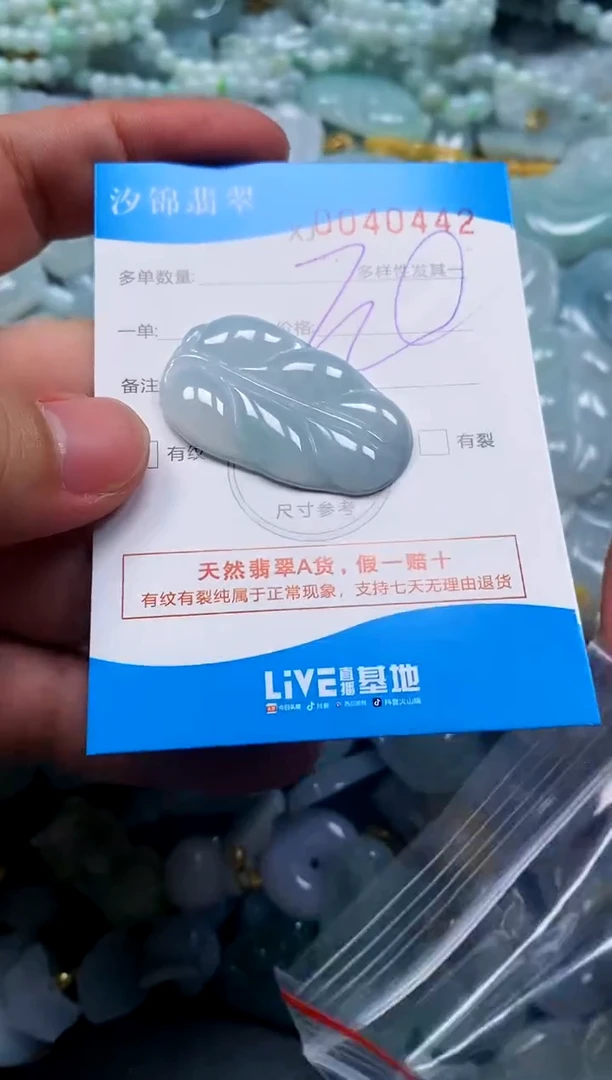 汐锦翡翠
XJ0040442
多单数量:
多样性发其一
20
一单:
价格:
备注
有纹
有裂
尺寸参考
天然翡翠A货，假一赔十
有纹有裂纯属于正常现象，支持七天无理由退货
LiVE直播基地
今日头条 抖音 西瓜视频 抖音火山版